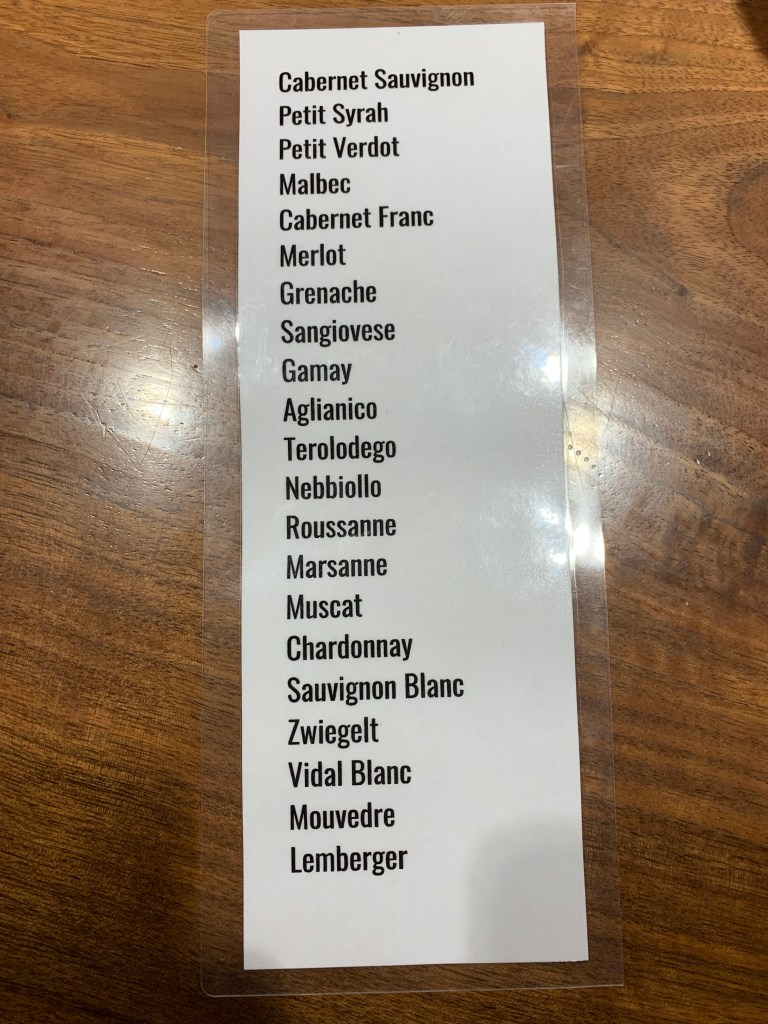 Cabernet Sauvignon
Petit Syrah
Petit Verdot
Malbec
Cabernet Franc
Merlot
Grenache
Sangiovese
Gamay
Aglianico
Terolodego
Nebbiollo
Roussanne
Marsanne
Muscat
Chardonnay
Sauvignon Blanc
Zwiegelt
Vidal Blanc
Mouvedre
Lemberger